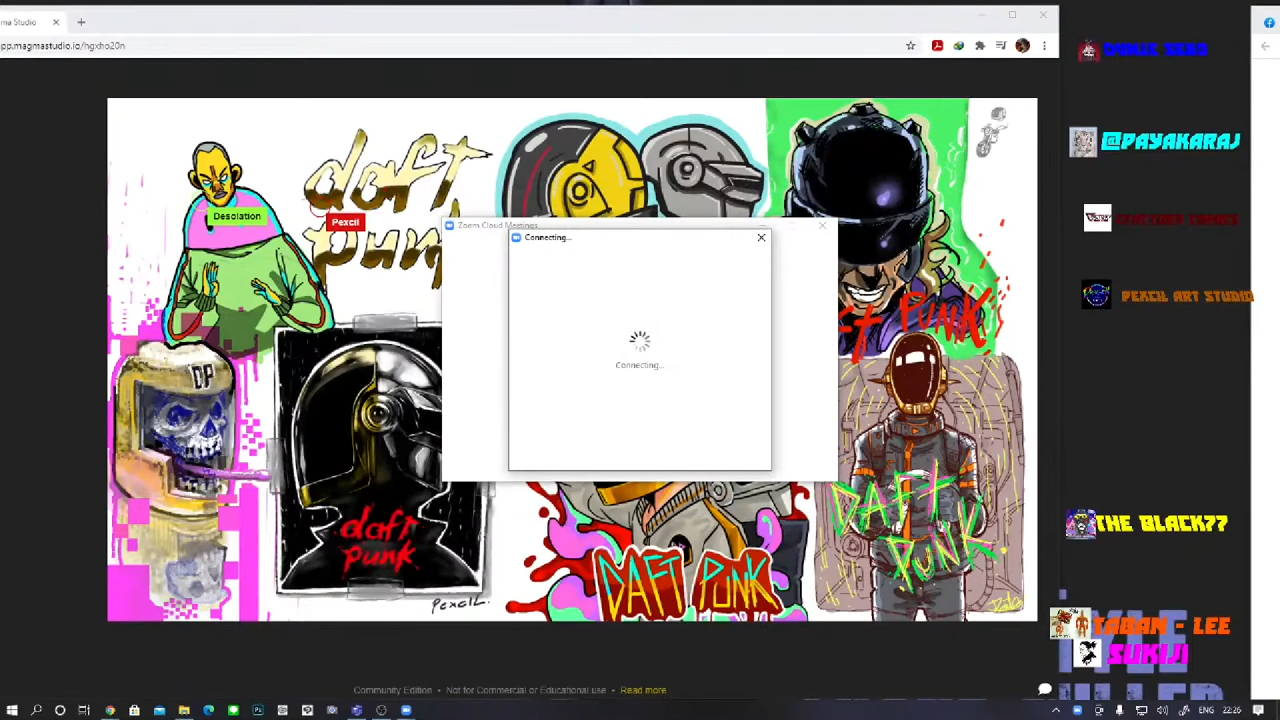 ma Studio
pp.magmastudio.io/hgxho20n
@PAYAKARAJ
daft
punk
Desolation
Pexcil
Zoom Cloud Meetings
Connecting...
Connecting...
PEXCIL ART STUDIO
PUNK
DP
daft
punk.
Pexcil.
DAFT PUNK
DAFT
PUNK
THE BLACK77
TABAN - LEE
SUKIJI
Community Edition • Not for Commercial or Educational use • Read more
ENG
22:26